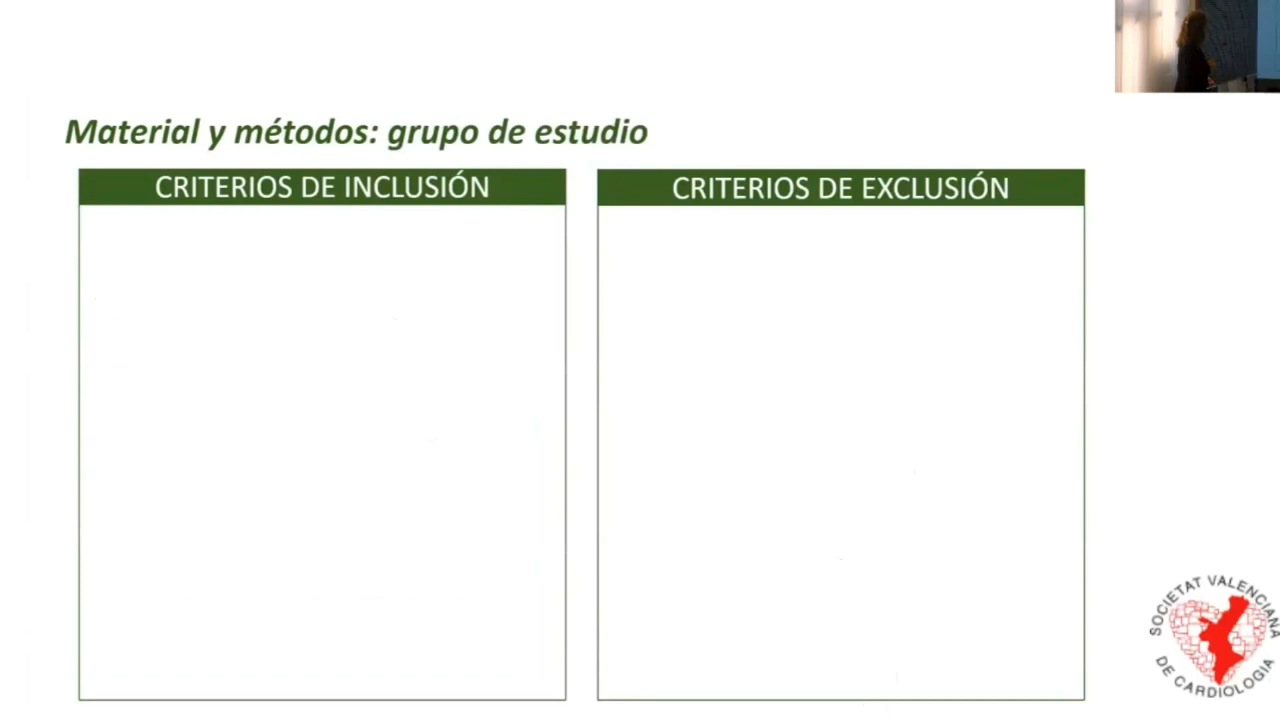 Material y métodos: grupo de estudio
CRITERIOS DE INCLUSIÓN
CRITERIOS DE EXCLUSIÓN
SOCIETAT VALENCIANA
DE CARDIOLOGIA